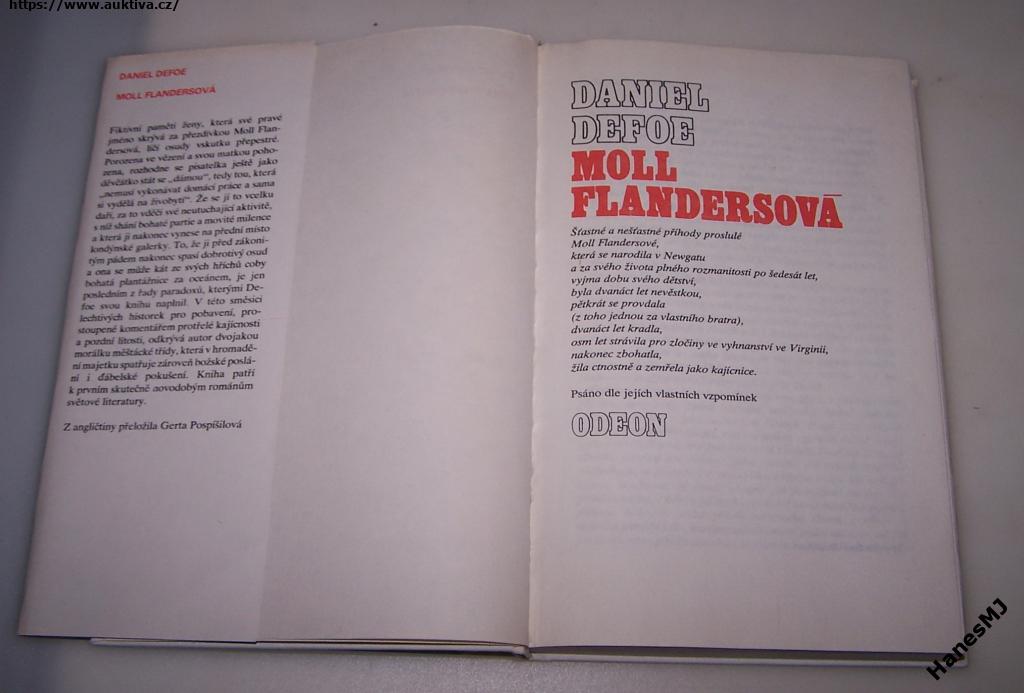 https://www.auktiva.cz/
DANIEL DEFOE
MOLL FLANDERSOVÁ
Fiktivní paměti ženy, která své pravé
jméno skrývá za přezdívkou Moll Flan-
dersová, líčí osudy vskutku přepestré.
Porozena ve vězení a svou matkou poho-
zena, rozhodne se pisatelka ještě jako
děvčátko stát se „dámou", tedy tou, která
„nemusí vykonávat domácí práce a sama
si vydělá na živobytí". Že se jí to vcelku
daří, za to vděčí své neutuchající aktivitě,
s níž shání bohaté partie a movité milence
a která ji nakonec vynese na přední místo
londýnské galerky. To, že ji před zákoni-
tým pádem nakonec spasí dobrotivý osud
a ona se může kát ze svých hříchů coby
bohatá plantážnice za oceánem, je jen
posledním z řady paradoxů, kterými De-
foe svou knihu naplnil. V této směsici
lechtivých historek pro pobavení, pro-
stoupené komentářem protřelé kajícnosti
a pozdní lítosti, odkrývá autor dvojakou
morálku měšťácké třídy, která v hromadě-
ní majetku spatřuje zároveň božské poslá-
ní i ďábelské pokušení. Kniha patří
k prvním skutečně novodobým románům
světové literatury.
Z angličtiny přeložila Gerta Pospíšilová
DANIEL
DEFOE
MOLL
FLANDERSOVÁ
Šťastné a nešťastné příhody proslulé
Moll Flandersové,
která se narodila v Newgatu
a za svého života plného rozmanitosti po šedesát let,
vyjma dobu svého dětství,
byla dvanáct let nevěstkou,
pětkrát se provdala
(z toho jednou za vlastního bratra),
dvanáct let kradla,
osm let strávila pro zločiny ve vyhnanství ve Virginii,
nakonec zbohatla,
žila ctnostně a zemřela jako kajícnice.
Psáno dle jejích vlastních vzpomínek
ODEON
HanesMJ